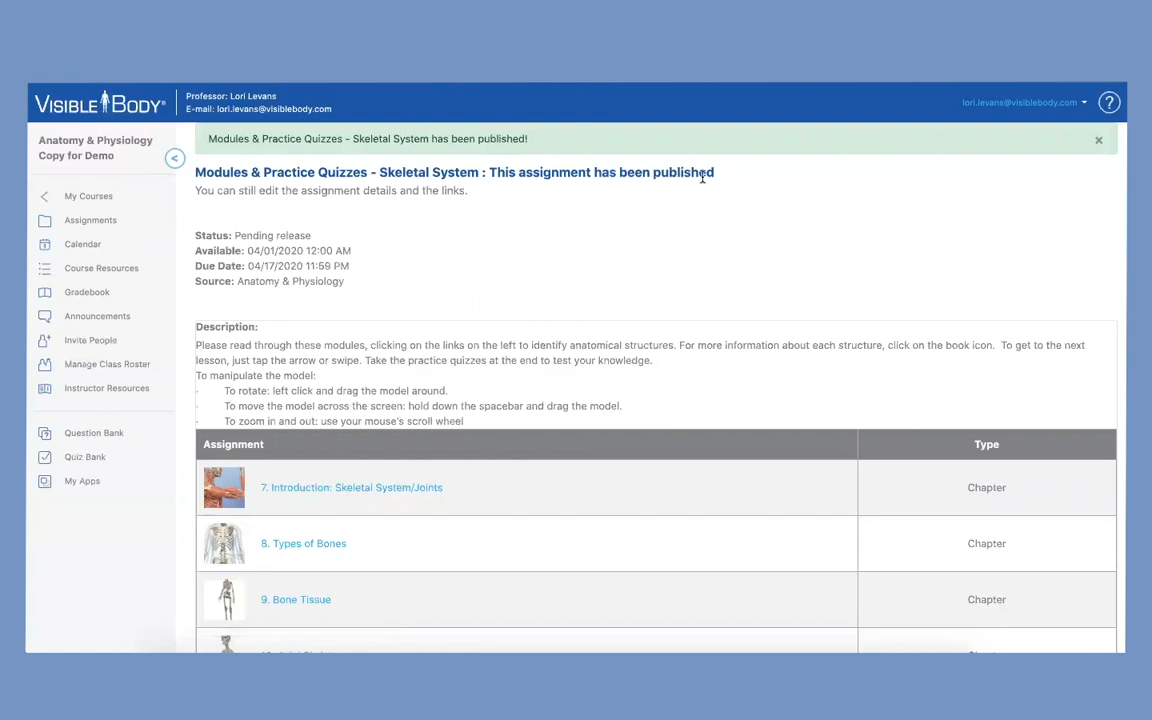 VISIBLE BODY®
Professor: Lori Levans
E-mail: lori.levans@visiblebody.com
lori.levans@visiblebody.com
?
Anatomy & Physiology
Copy for Demo
<
My Courses
Assignments
Calendar
Course Resources
Gradebook
Announcements
Invite People
Manage Class Roster
Instructor Resources
Question Bank
Quiz Bank
My Apps
Modules & Practice Quizzes - Skeletal System has been published!
×
Modules & Practice Quizzes - Skeletal System : This assignment has been published
You can still edit the assignment details and the links.
Status: Pending release
Available: 04/01/2020 12:00 AM
Due Date: 04/17/2020 11:59 PM
Source: Anatomy & Physiology
Description:
Please read through these modules, clicking on the links on the left to identify anatomical structures. For more information about each structure, click on the book icon. To get to the next
lesson, just tap the arrow or swipe. Take the practice quizzes at the end to test your knowledge.
To manipulate the model:
· To rotate: left click and drag the model around.
· To move the model across the screen: hold down the spacebar and drag the model.
· To zoom in and out: use your mouse's scroll wheel
Assignment Type
7. Introduction: Skeletal System/Joints Chapter
8. Types of Bones Chapter
9. Bone Tissue Chapter